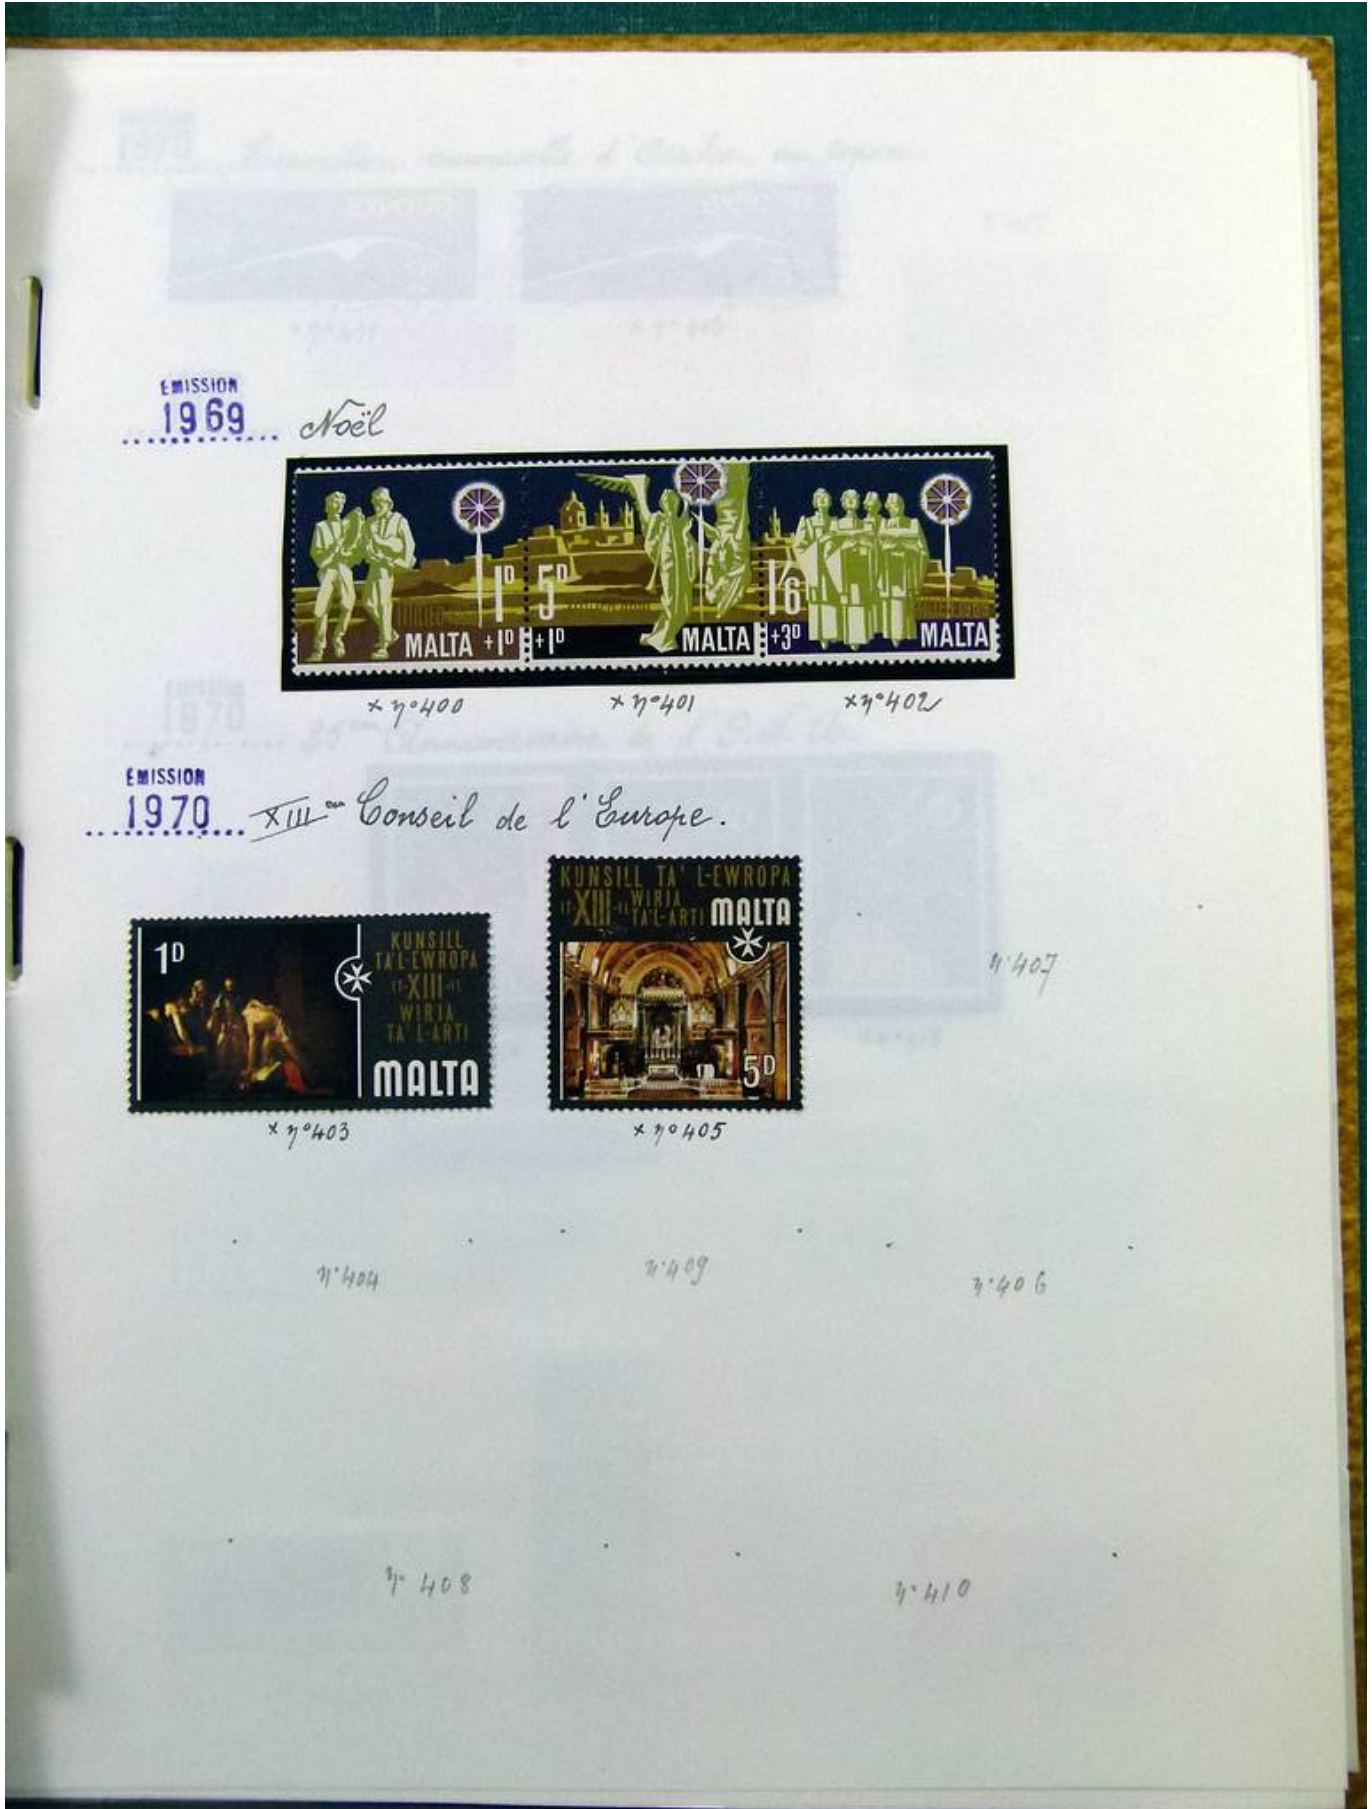 EMISSION
1969 Noël
1D
MALTA +1D
5D
+1D MALTA
1/6
+3D MALTA
x n°400 x n°401 x n°402
EMISSION
1970 XIIIem Conseil de l'Europe.
1D
KUNSILL
TA'L-EWROPA
IT-XIII-IL
WIRJA
TA'L-ARTI
MALTA
KUNSILL TA' L-EWROPA
IT-XIII-IL WIRJA
TA'L-ARTI MALTA
5D
n°407
x n°403 x n°405
n°404 n°409 n°406
n°408 n°410